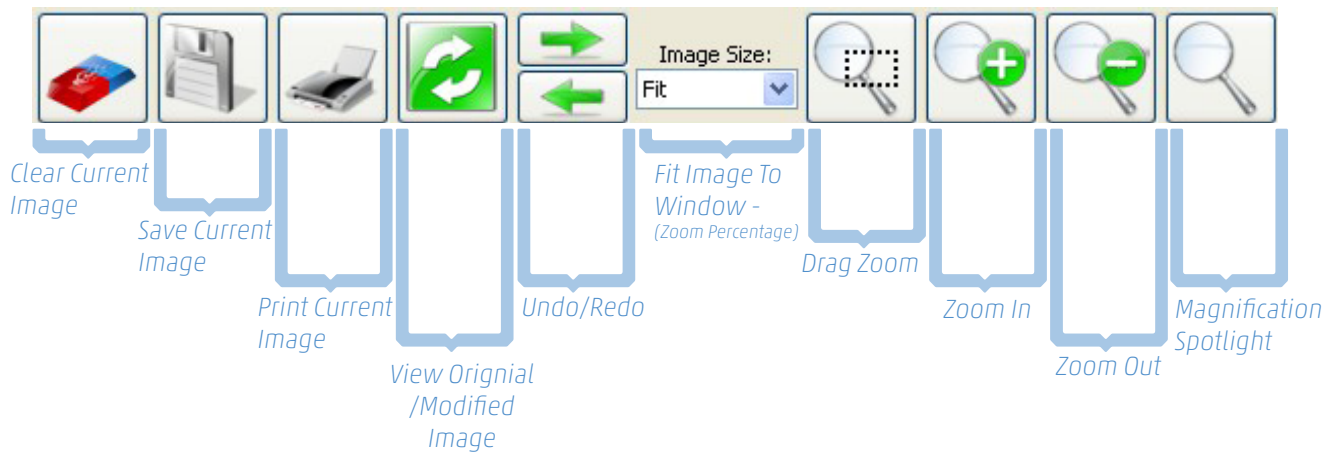 Image Size:
Fit
Clear Current
Image
Save Current
Image
Print Current
Image
View Orignial
/Modified
Image
Undo/Redo
Fit Image To
Window -
(Zoom Percentage)
Drag Zoom
Zoom In
Zoom Out
Magnification
Spotlight